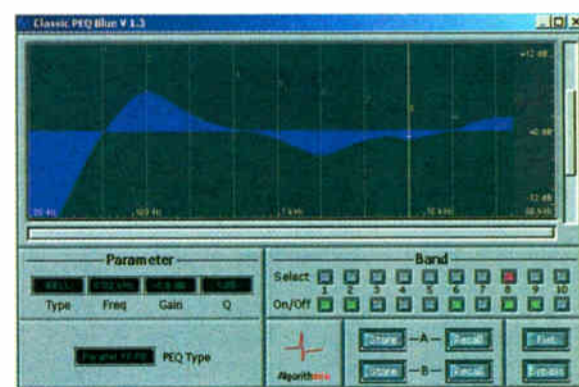 Classic PEQ Blue V 1.3
+12 dB
±0 dB
-12 dB
100 Hz
1 kHz
10 kHz
Parameter
Type Freq Gain Q
PEQ Type
Band
Select
1 2 3 4 5 6 7 8 9 10
On/Off
Algorithmix
Store A Recall
Store B Recall
Flat
Bypass